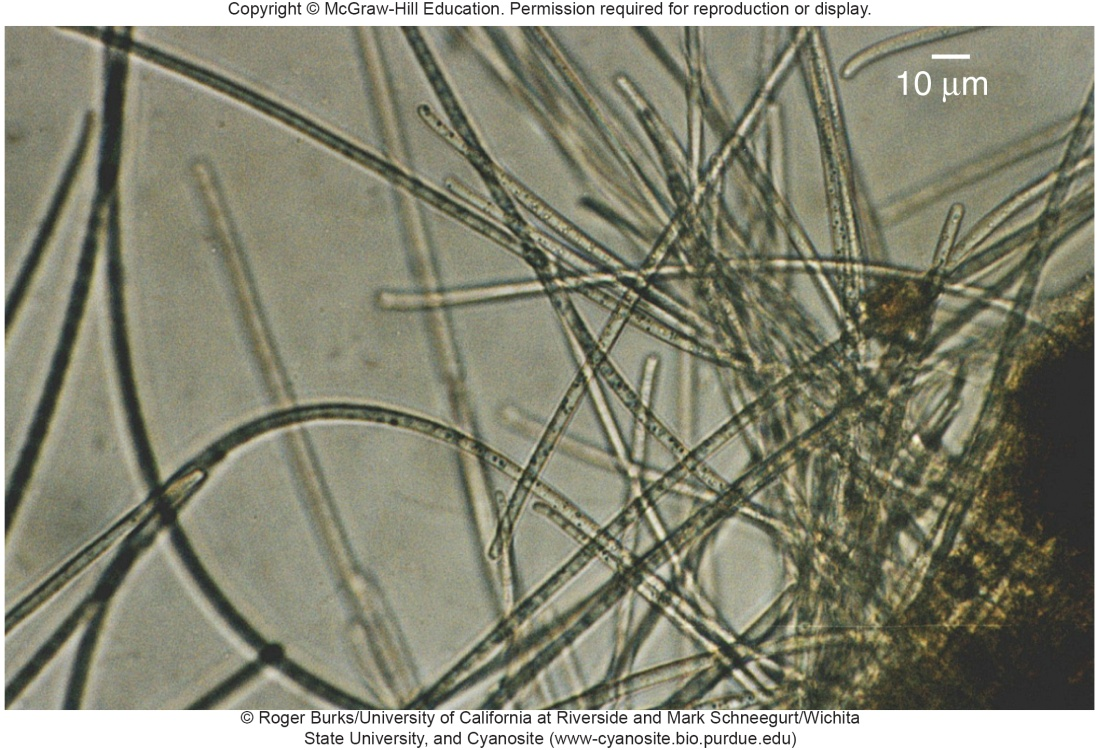 Copyright © McGraw-Hill Education. Permission required for reproduction or display.
10 μm
© Roger Burks/University of California at Riverside and Mark Schneegurt/Wichita
State University, and Cyanosite (www-cyanosite.bio.purdue.edu)